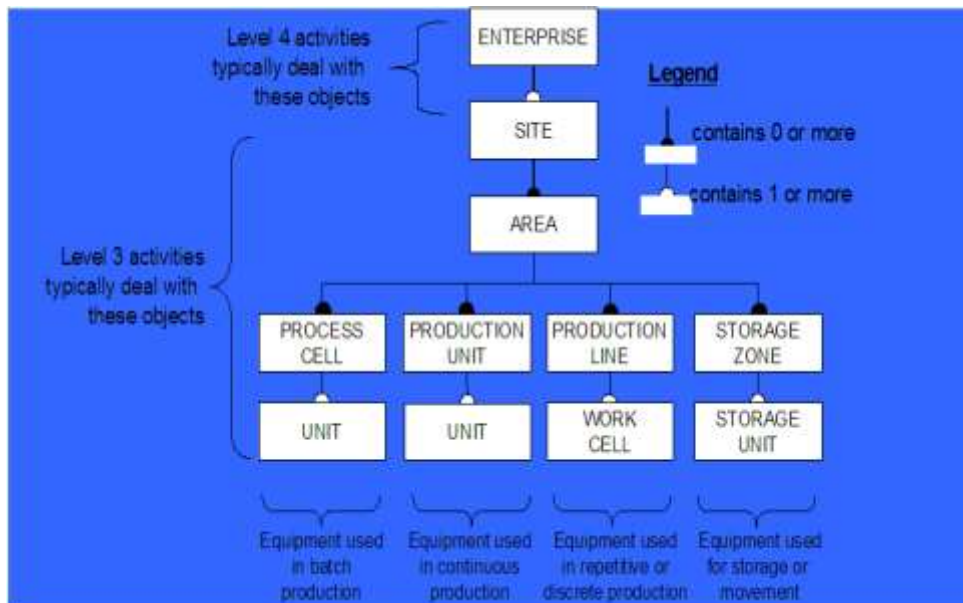 Level 4 activities
typically deal with
these objects
ENTERPRISE
Legend
SITE
contains 0 or more
contains 1 or more
AREA
Level 3 activities
typically deal with
these objects
PROCESS
CELL
PRODUCTION
UNIT
PRODUCTION
LINE
STORAGE
ZONE
UNIT
UNIT
WORK
CELL
STORAGE
UNIT
Equipment used
in batch
production
Equipment used
in continuous
production
Equipment used
in repetitive or
discrete production
Equipment used
for storage or
movement